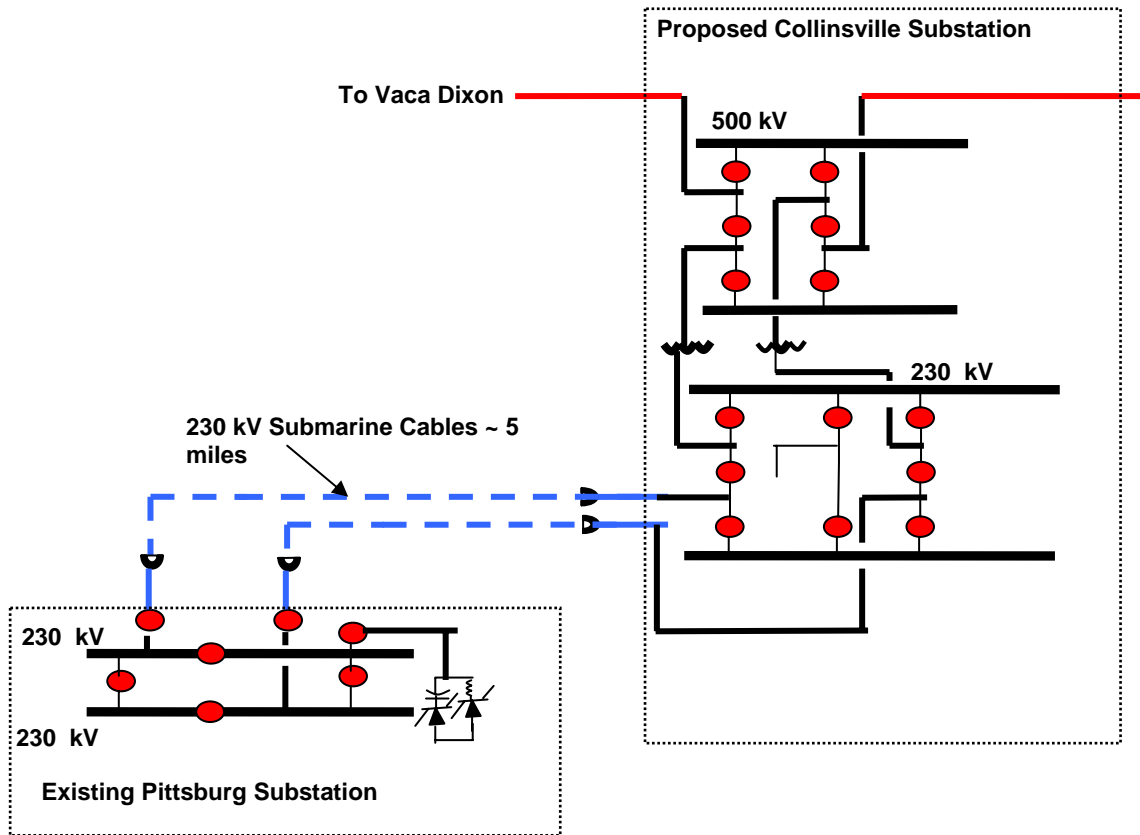 Proposed Collinsville Substation
To Vaca Dixon
500 kV
230 kV
230 kV Submarine Cables ~ 5
miles
230 kV
230 kV
Existing Pittsburg Substation